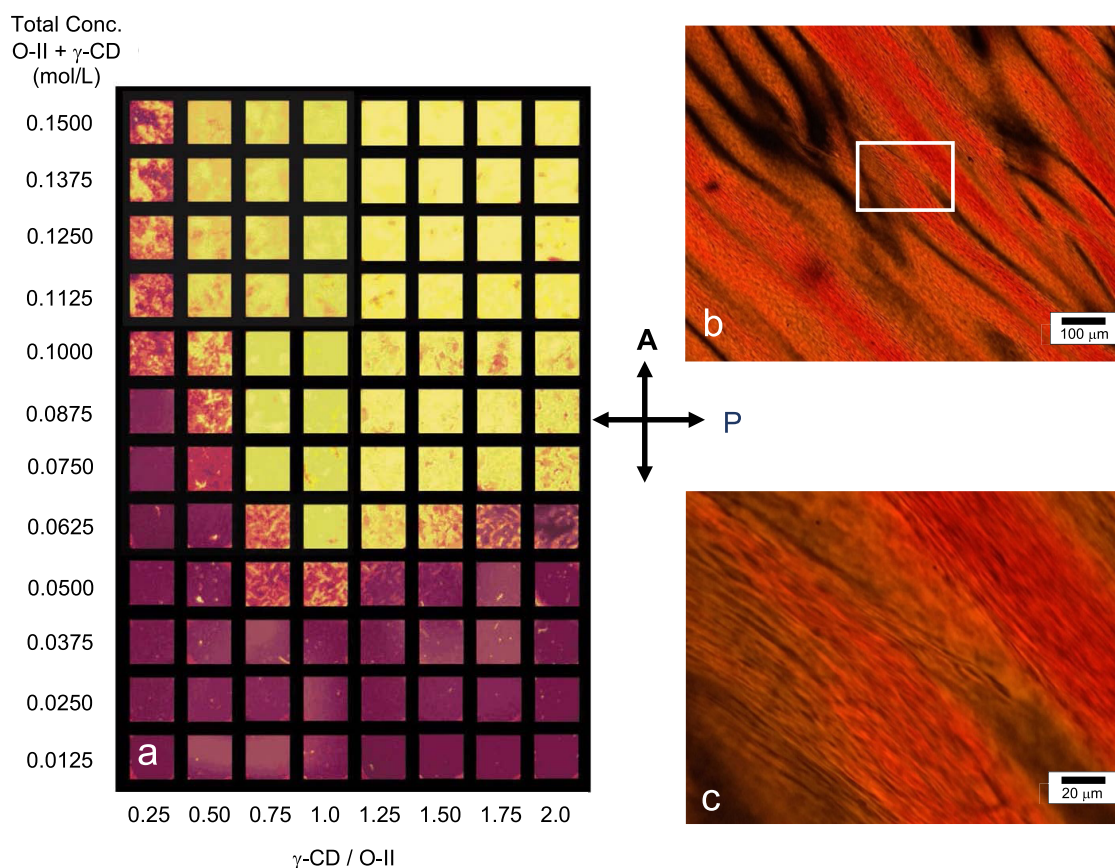 Total Conc.
O-II + γ-CD
(mol/L)
0.1500
0.1375
0.1250
0.1125
0.1000
0.0875
0.0750
0.0625
0.0500
0.0375
0.0250
0.0125
a
0.25 0.50 0.75 1.0 1.25 1.50 1.75 2.0
γ-CD / O-II
A
P
b
100 μm
c
20 μm